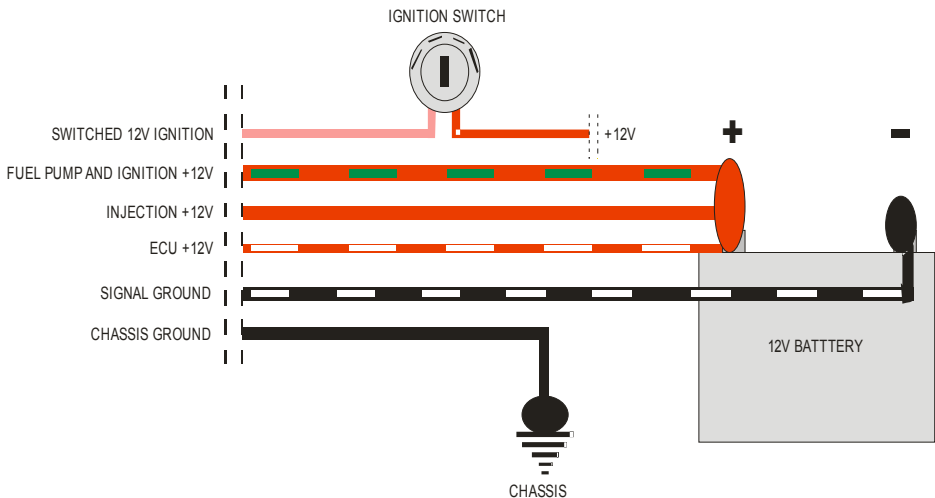 IGNITION SWITCH
SWITCHED 12V IGNITION
+12V
+
-
FUEL PUMP AND IGNITION +12V
INJECTION +12V
ECU +12V
SIGNAL GROUND
CHASSIS GROUND
12V BATTTERY
CHASSIS